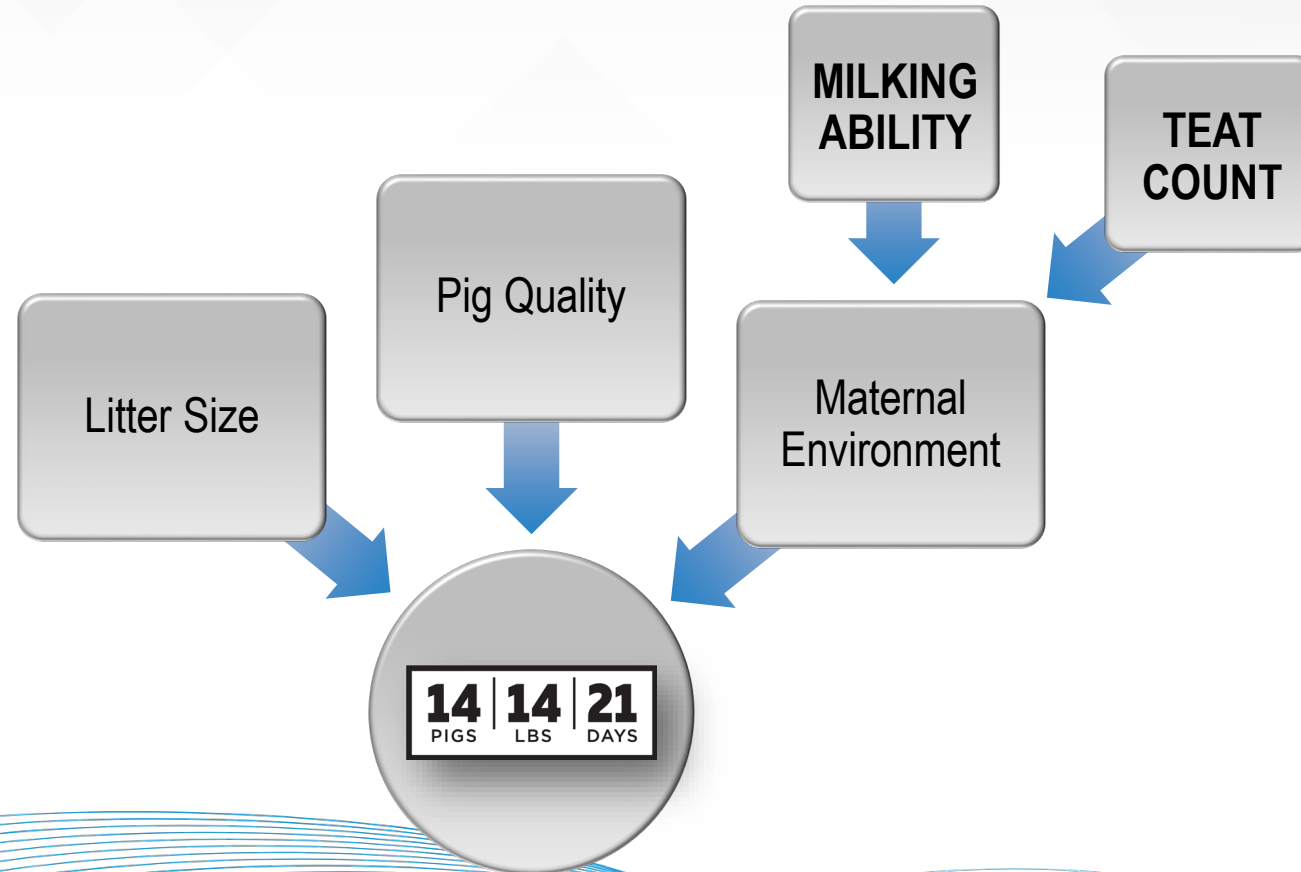 MILKING
ABILITY
TEAT
COUNT
Pig Quality
Litter Size
Maternal
Environment
14 14 21
PIGS LBS DAYS